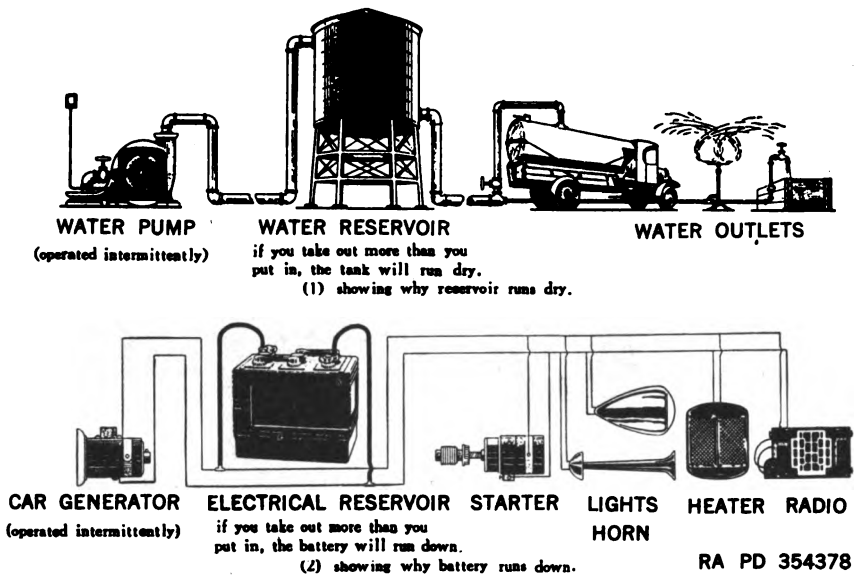 WATER PUMP
(operated intermittently)
WATER RESERVOIR
if you take out more than you
put in, the tank will run dry.
(1) showing why reservoir runs dry.
WATER OUTLETS
CAR GENERATOR
(operated intermittently)
ELECTRICAL RESERVOIR
if you take out more than you
put in, the battery will run down.
(2) showing why battery runs down.
STARTER
LIGHTS
HORN
HEATER
RADIO
RA PD 354378